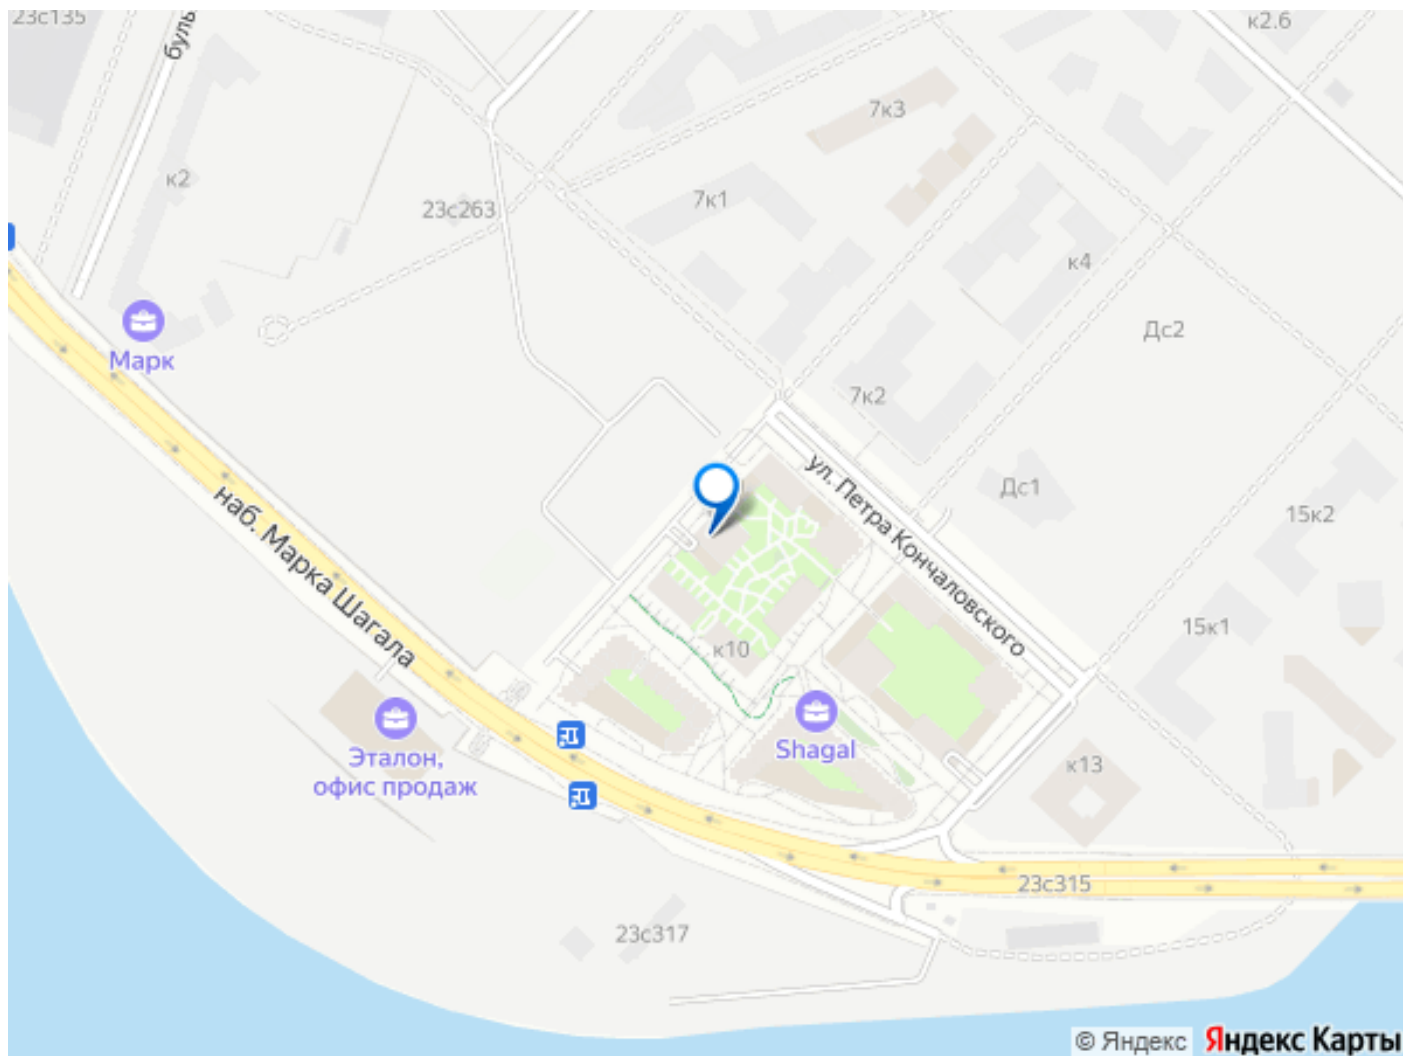 23с135
буль
к2.6
7к3
к2
7к1
23с263
к4
Дс2
Марк
7к2
ул. Петра Кончаловского
Дс1
15к2
наб. Марка Шагала
15к1
к10
Shagal
Эталон,
офис продаж
к13
23с315
23с317
© Яндекс
Яндекс Карты